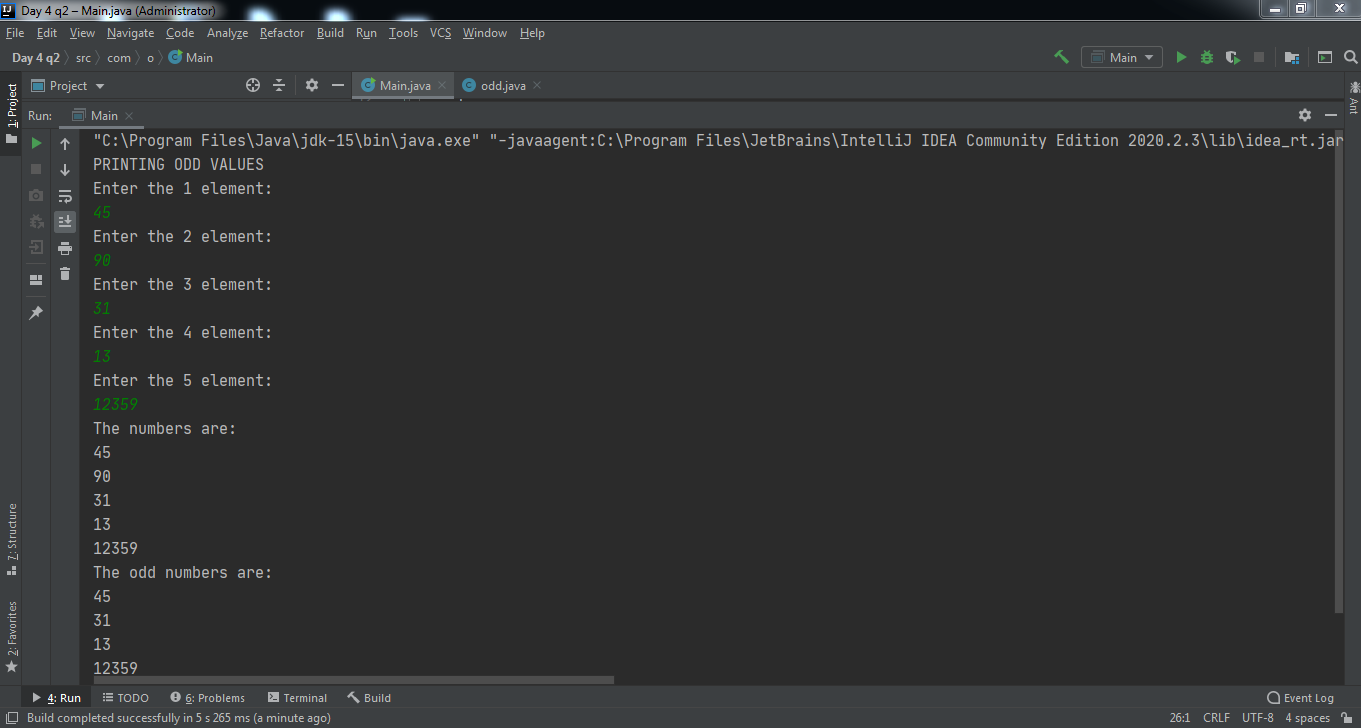 Day 4 q2 – Main.java (Administrator)
File Edit View Navigate Code Analyze Refactor Build Run Tools VCS Window Help
Day 4 q2 src com o Main Main
1: Project
Project Main.java odd.java
Ant
Run: Main
"C:\Program Files\Java\jdk-15\bin\java.exe" "-javaagent:C:\Program Files\JetBrains\IntelliJ IDEA Community Edition 2020.2.3\lib\idea_rt.jar
PRINTING ODD VALUES
Enter the 1 element:
45
Enter the 2 element:
90
Enter the 3 element:
31
Enter the 4 element:
13
Enter the 5 element:
12359
The numbers are:
45
90
31
13
12359
The odd numbers are:
45
31
13
12359
7: Structure
2: Favorites
4: Run TODO 6: Problems Terminal Build Event Log
Build completed successfully in 5 s 265 ms (a minute ago) 26:1 CRLF UTF-8 4 spaces